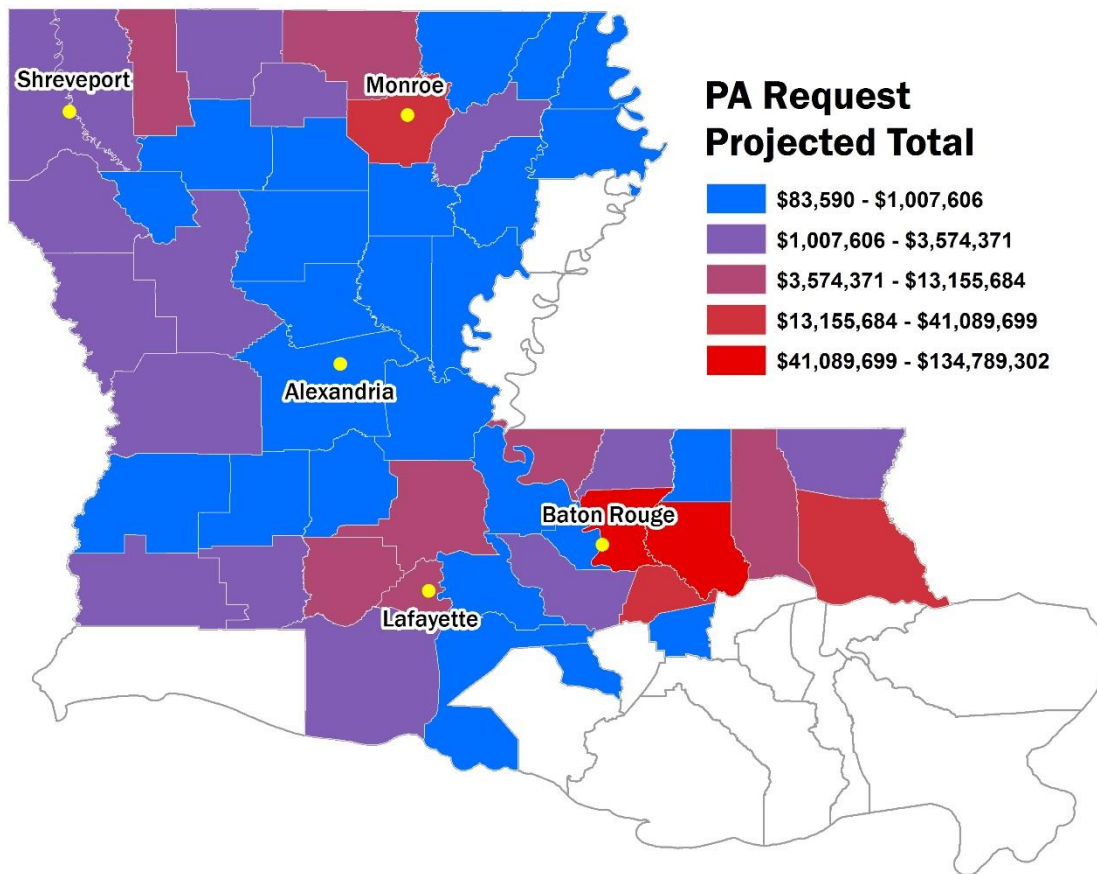 Shreveport
Monroe
PA Request
Projected Total
$83,590 - $1,007,606
$1,007,606 - $3,574,371
$3,574,371 - $13,155,684
$13,155,684 - $41,089,699
$41,089,699 - $134,789,302
Alexandria
Baton Rouge
Lafayette